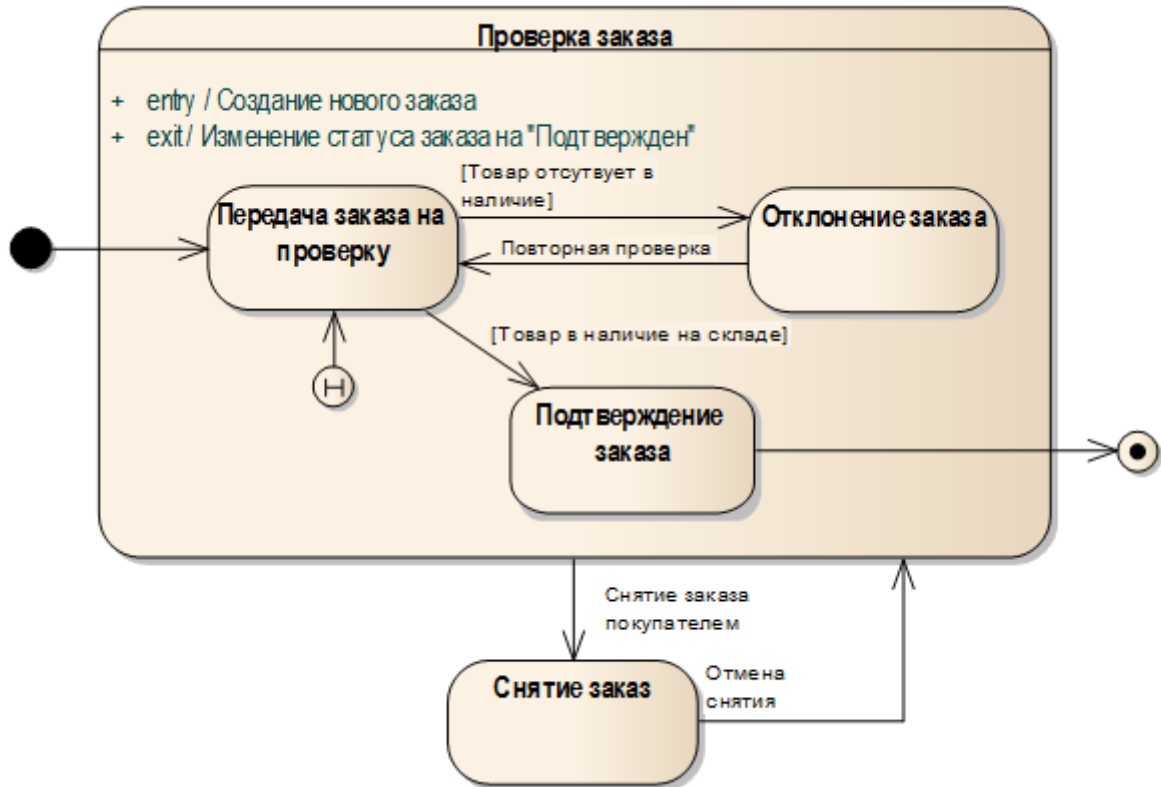 Проверка заказа
+ entry / Создание нового заказа
+ exit / Изменение статуса заказа на "Подтвержден"
[Товар отсутвует в
наличие]
Передача заказа на
проверку
Отклонение заказа
Повторная проверка
[Товар в наличие на складе]
H
Подтверждение
заказа
Снятие заказа
покупателем
Снятие заказ
Отмена
снятия